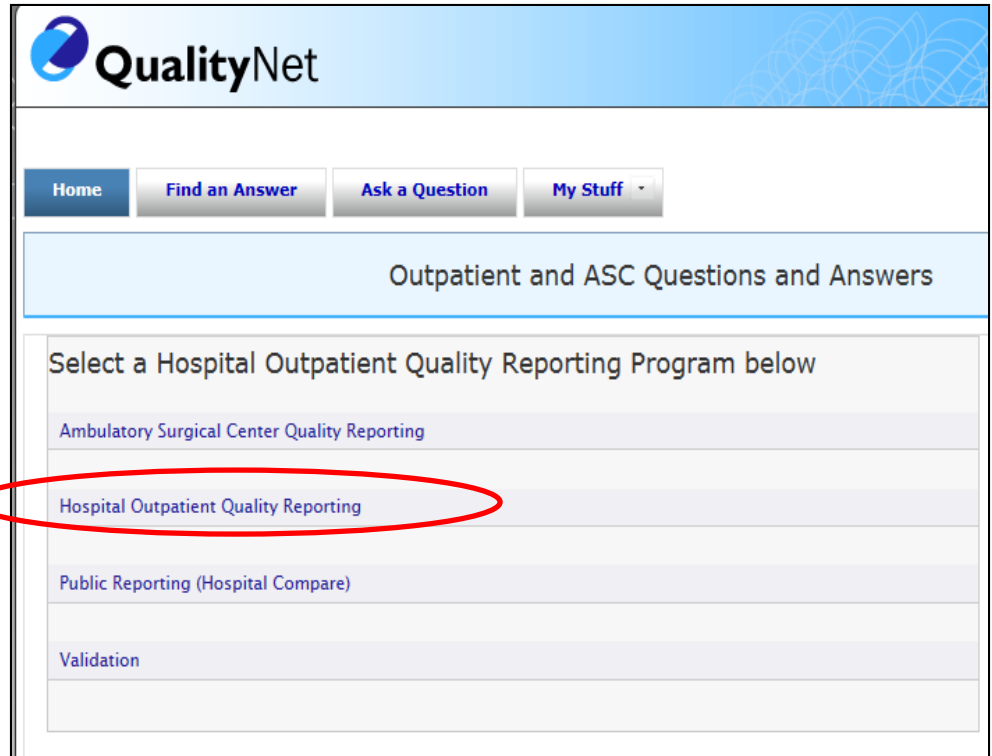 QualityNet
Home Find an Answer Ask a Question My Stuff
Outpatient and ASC Questions and Answers
Select a Hospital Outpatient Quality Reporting Program below
Ambulatory Surgical Center Quality Reporting
Hospital Outpatient Quality Reporting
Public Reporting (Hospital Compare)
Validation